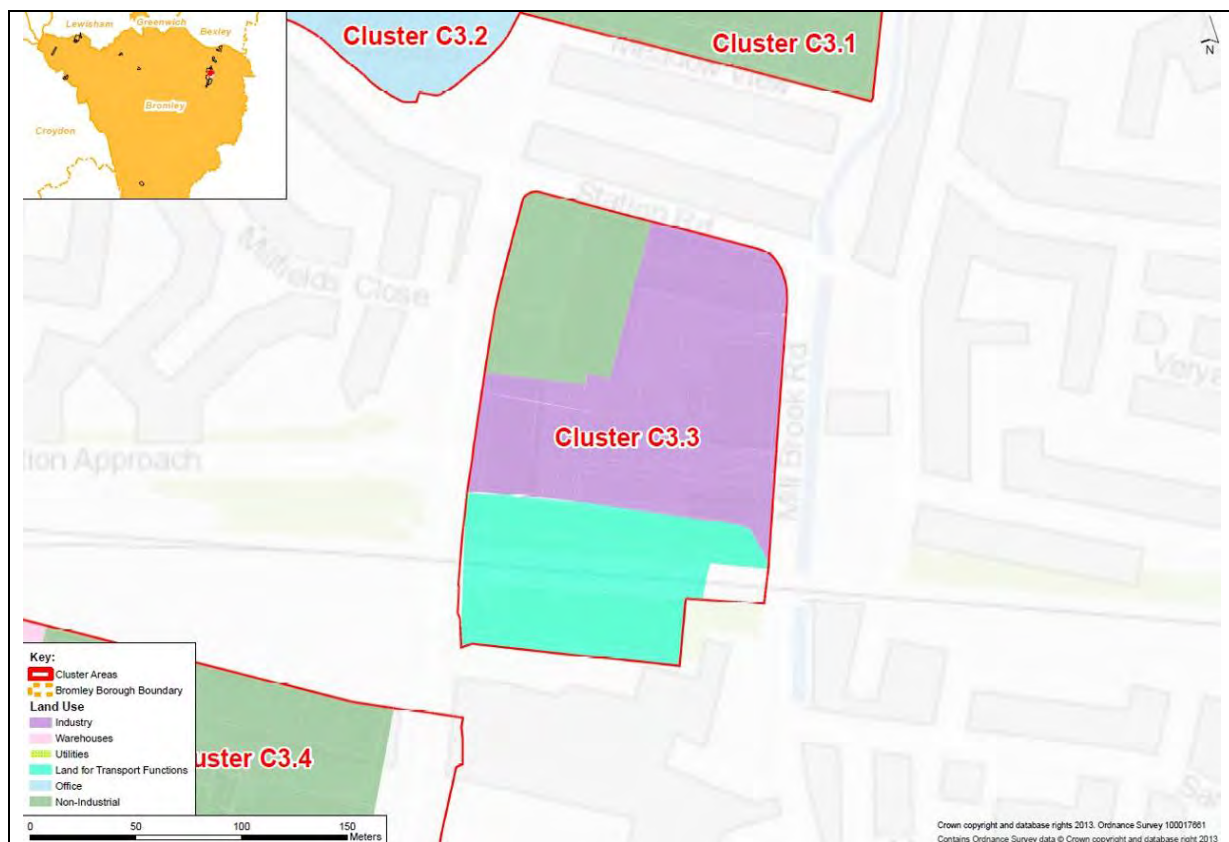 Lewisham
Greenwich
Bexley
Bromley
Croydon
Cluster C3.2
Cluster C3.1
N
Station Rd
Millfields Close
Mill Brook Rd
Cluster C3.3
tion Approach
uster C3.4
Key:
Cluster Areas
Bromley Borough Boundary
Land Use
Industry
Warehouses
Utilities
Land for Transport Functions
Office
Non-Industrial
0 50 100 150
Meters
Crown copyright and database rights 2013. Ordnance Survey 100017661
Contains Ordnance Survey data © Crown copyright and database right 2013